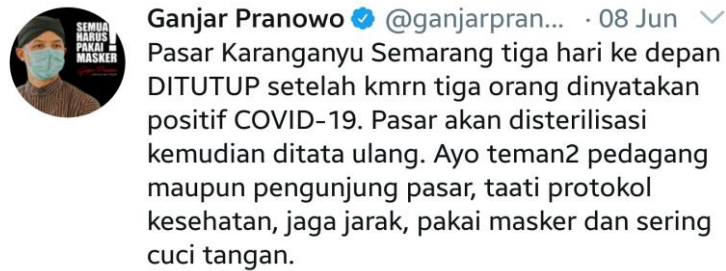 SEMUA
HARUS
PAKAI
MASKER !
Ganjar Pranowo @ganjarpran... · 08 Jun
Pasar Karanganyu Semarang tiga hari ke depan
DITUTUP setelah kmrn tiga orang dinyatakan
positif COVID-19. Pasar akan disterilisasi
kemudian ditata ulang. Ayo teman2 pedagang
maupun pengunjung pasar, taati protokol
kesehatan, jaga jarak, pakai masker dan sering
cuci tangan.